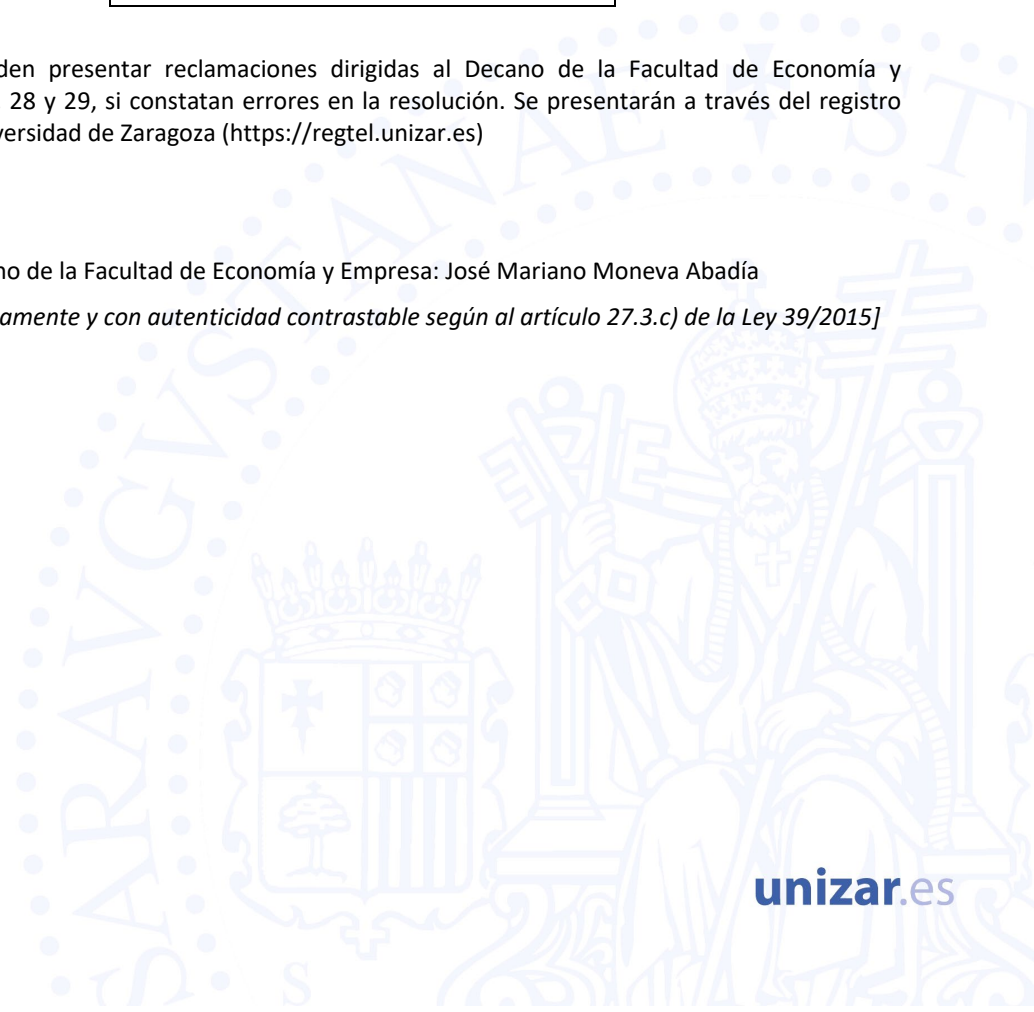 den presentar reclamaciones dirigidas al Decano de la Facultad de Economía y
28 y 29, si constatan errores en la resolución. Se presentarán a través del registro
versidad de Zaragoza (https://regtel.unizar.es)
no de la Facultad de Economía y Empresa: José Mariano Moneva Abadía
amente y con autenticidad contrastable según al artículo 27.3.c) de la Ley 39/2015]
SARAVGVSTANAE STV
S
unizar.es